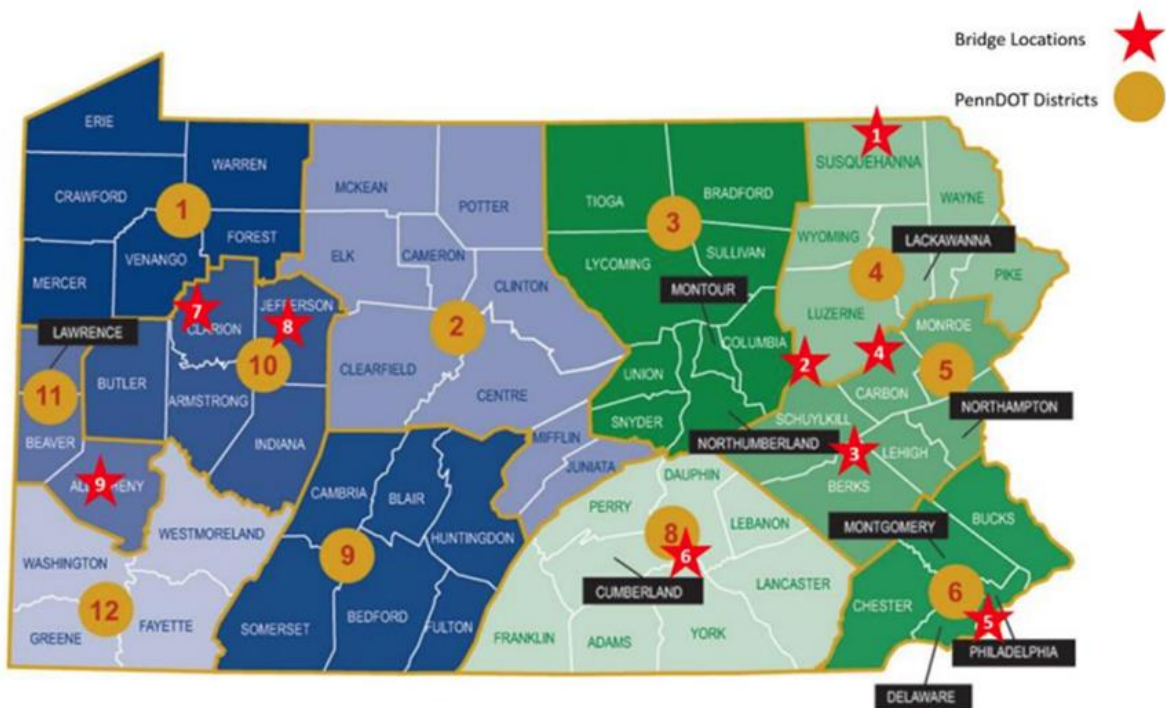 Bridge Locations
PennDOT Districts
ERIE
WARREN
CRAWFORD
1
FOREST
VENANGO
MERCER
MCKEAN
POTTER
ELK
CAMERON
CLINTON
2
CLEARFIELD
CENTRE
MIFFLIN
JUNIATA
TIOGA
BRADFORD
3
LYCOMING
SULLIVAN
MONTOUR
COLUMBIA
UNION
SNYDER
NORTHUMBERLAND
1
SUSQUEHANNA
WAYNE
WYOMING
LACKAWANNA
4
PIKE
LUZERNE
2
4
MONROE
5
CARBON
NORTHAMPTON
SCHUYLKILL
3
LEHIGH
BERKS
7
CLARION
JEFFERSON
8
10
LAWRENCE
11
BUTLER
ARMSTRONG
INDIANA
BEAVER
ALLEGHENY
9
WESTMORELAND
WASHINGTON
12
GREENE
FAYETTE
CAMBRIA
BLAIR
HUNTINGDON
9
SOMERSET
BEDFORD
FULTON
DAUPHIN
PERRY
8
6
LEBANON
CUMBERLAND
LANCASTER
FRANKLIN
ADAMS
YORK
MONTGOMERY
BUCKS
CHESTER
6
5
PHILADELPHIA
DELAWARE